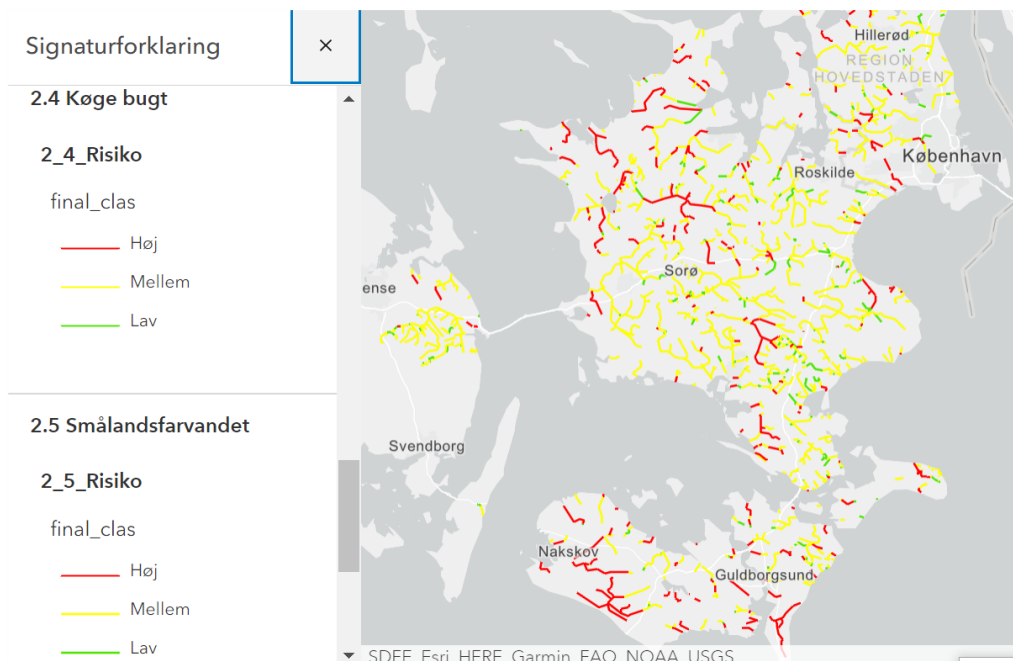 Signaturforklaring
×
2.4 Køge bugt
2_4_Risiko
final_clas
Høj
Mellem
Lav
2.5 Smålandsfarvandet
2_5_Risiko
final_clas
Høj
Mellem
Lav
Hillerød
REGION
HOVEDSTADEN
København
Roskilde
Sorø
ense
Svendborg
Nakskov
Guldborgsund
SDFE, Esri, HERE, Garmin, FAO, NOAA, USGS